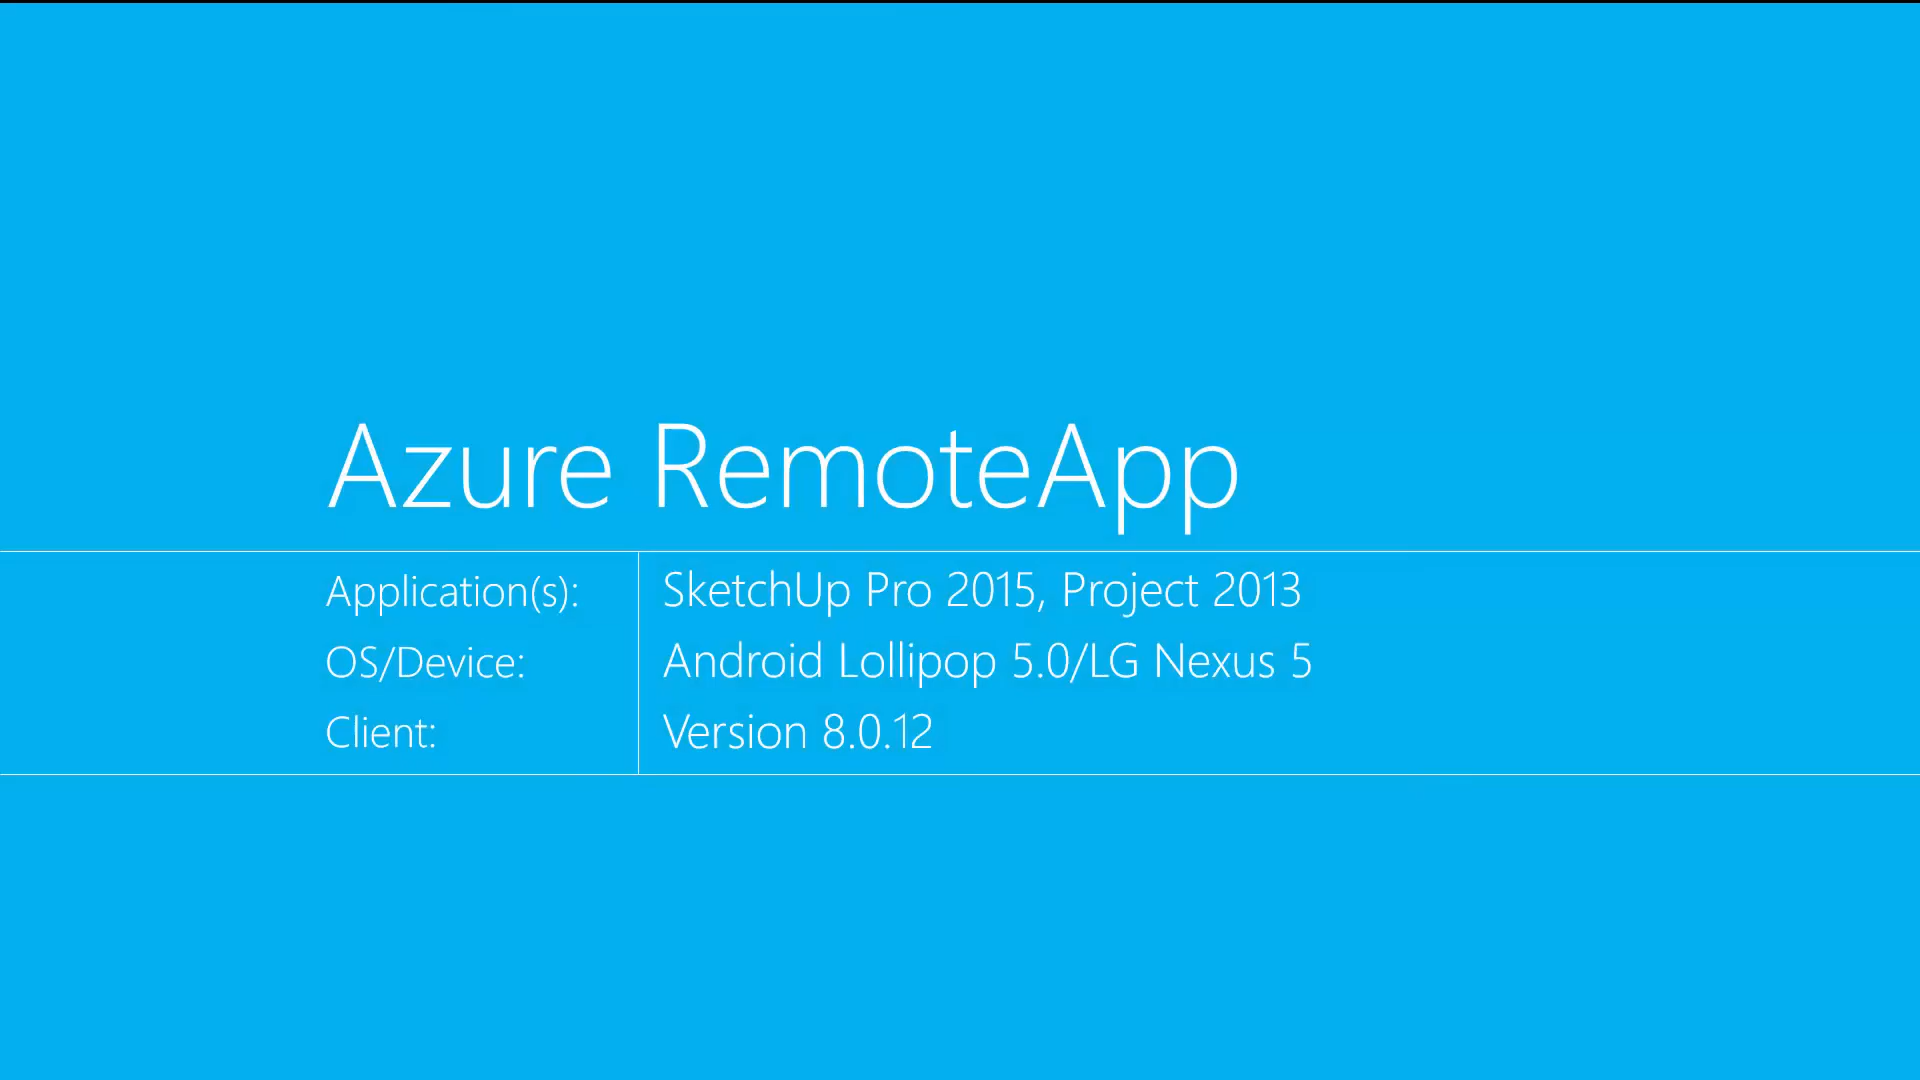 Azure RemoteApp
Application(s): SketchUp Pro 2015, Project 2013
OS/Device: Android Lollipop 5.0/LG Nexus 5
Client: Version 8.0.12